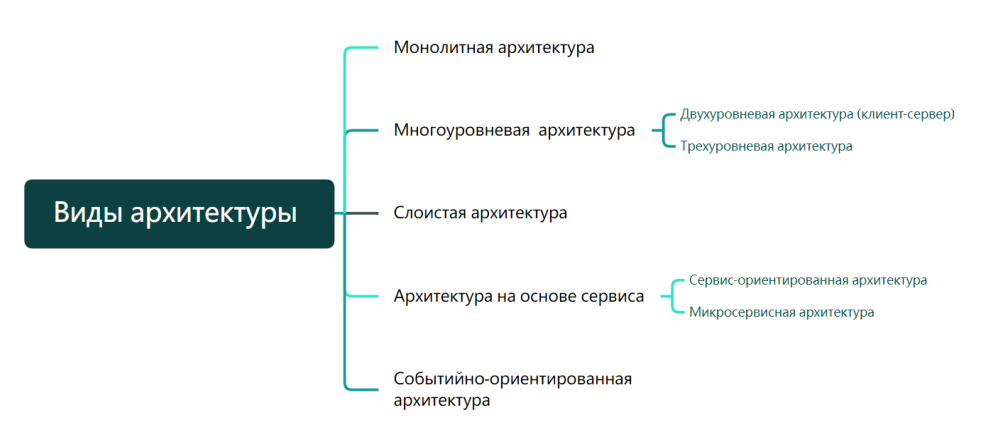 Виды архитектуры
Монолитная архитектура
Многоуровневая архитектура
Двухуровневая архитектура (клиент-сервер)
Трехуровневая архитектура
Слоистая архитектура
Архитектура на основе сервиса
Сервис-ориентированная архитектура
Микросервисная архитектура
Событийно-ориентированная
архитектура